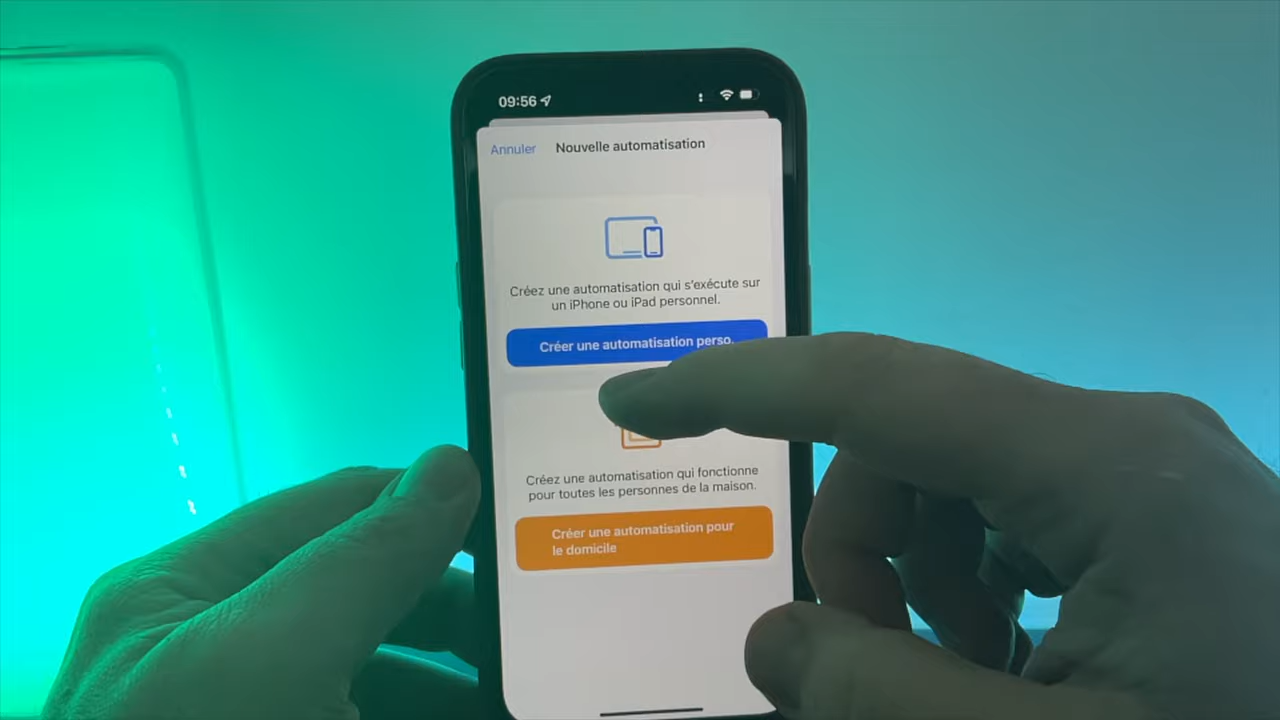 09:56
Annuler
Nouvelle automatisation
Créez une automatisation qui s'exécute sur
un iPhone ou iPad personnel.
Créer une automatisation perso.
Créez une automatisation qui fonctionne
pour toutes les personnes de la maison.
Créer une automatisation pour
le domicile